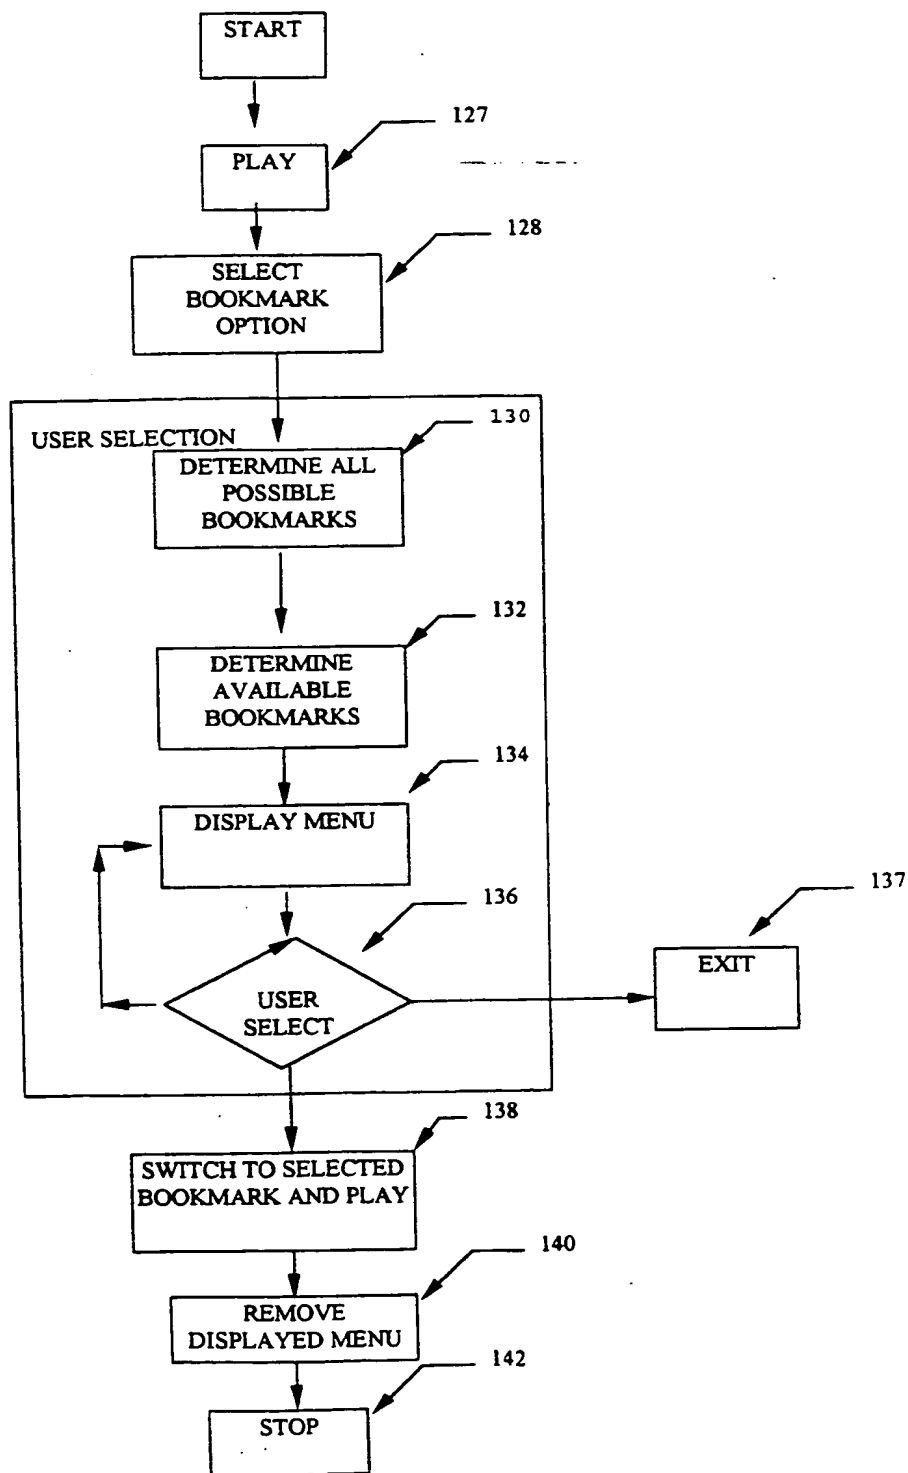 START
127
PLAY
128
SELECT
BOOKMARK
OPTION
130
USER SELECTION
DETERMINE ALL
POSSIBLE
BOOKMARKS
132
DETERMINE
AVAILABLE
BOOKMARKS
134
DISPLAY MENU
136
137
EXIT
USER
SELECT
138
SWITCH TO SELECTED
BOOKMARK AND PLAY
140
REMOVE
DISPLAYED MENU
142
STOP